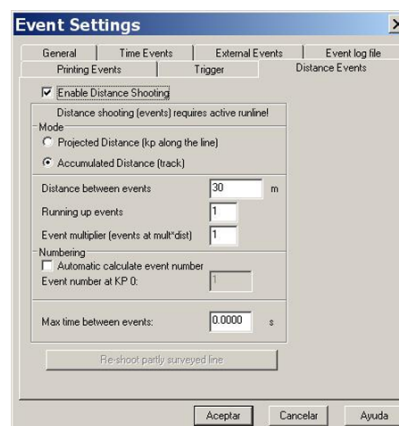 Event Settings
General Time Events External Events Event log file
Printing Events Trigger Distance Events
Enable Distance Shooting
Distance shooting (events) requires active runline!
Mode
Projected Distance (kp along the line)
Accumulated Distance (track)
Distance between events 30 m
Running up events 1
Event multiplier (events at mult*dist) 1
Numbering
Automatic calculate event number
Event number at KP 0: 1
Max time between events: 0.0000 s
Re-shoot partly surveyed line
Aceptar Cancelar Ayuda